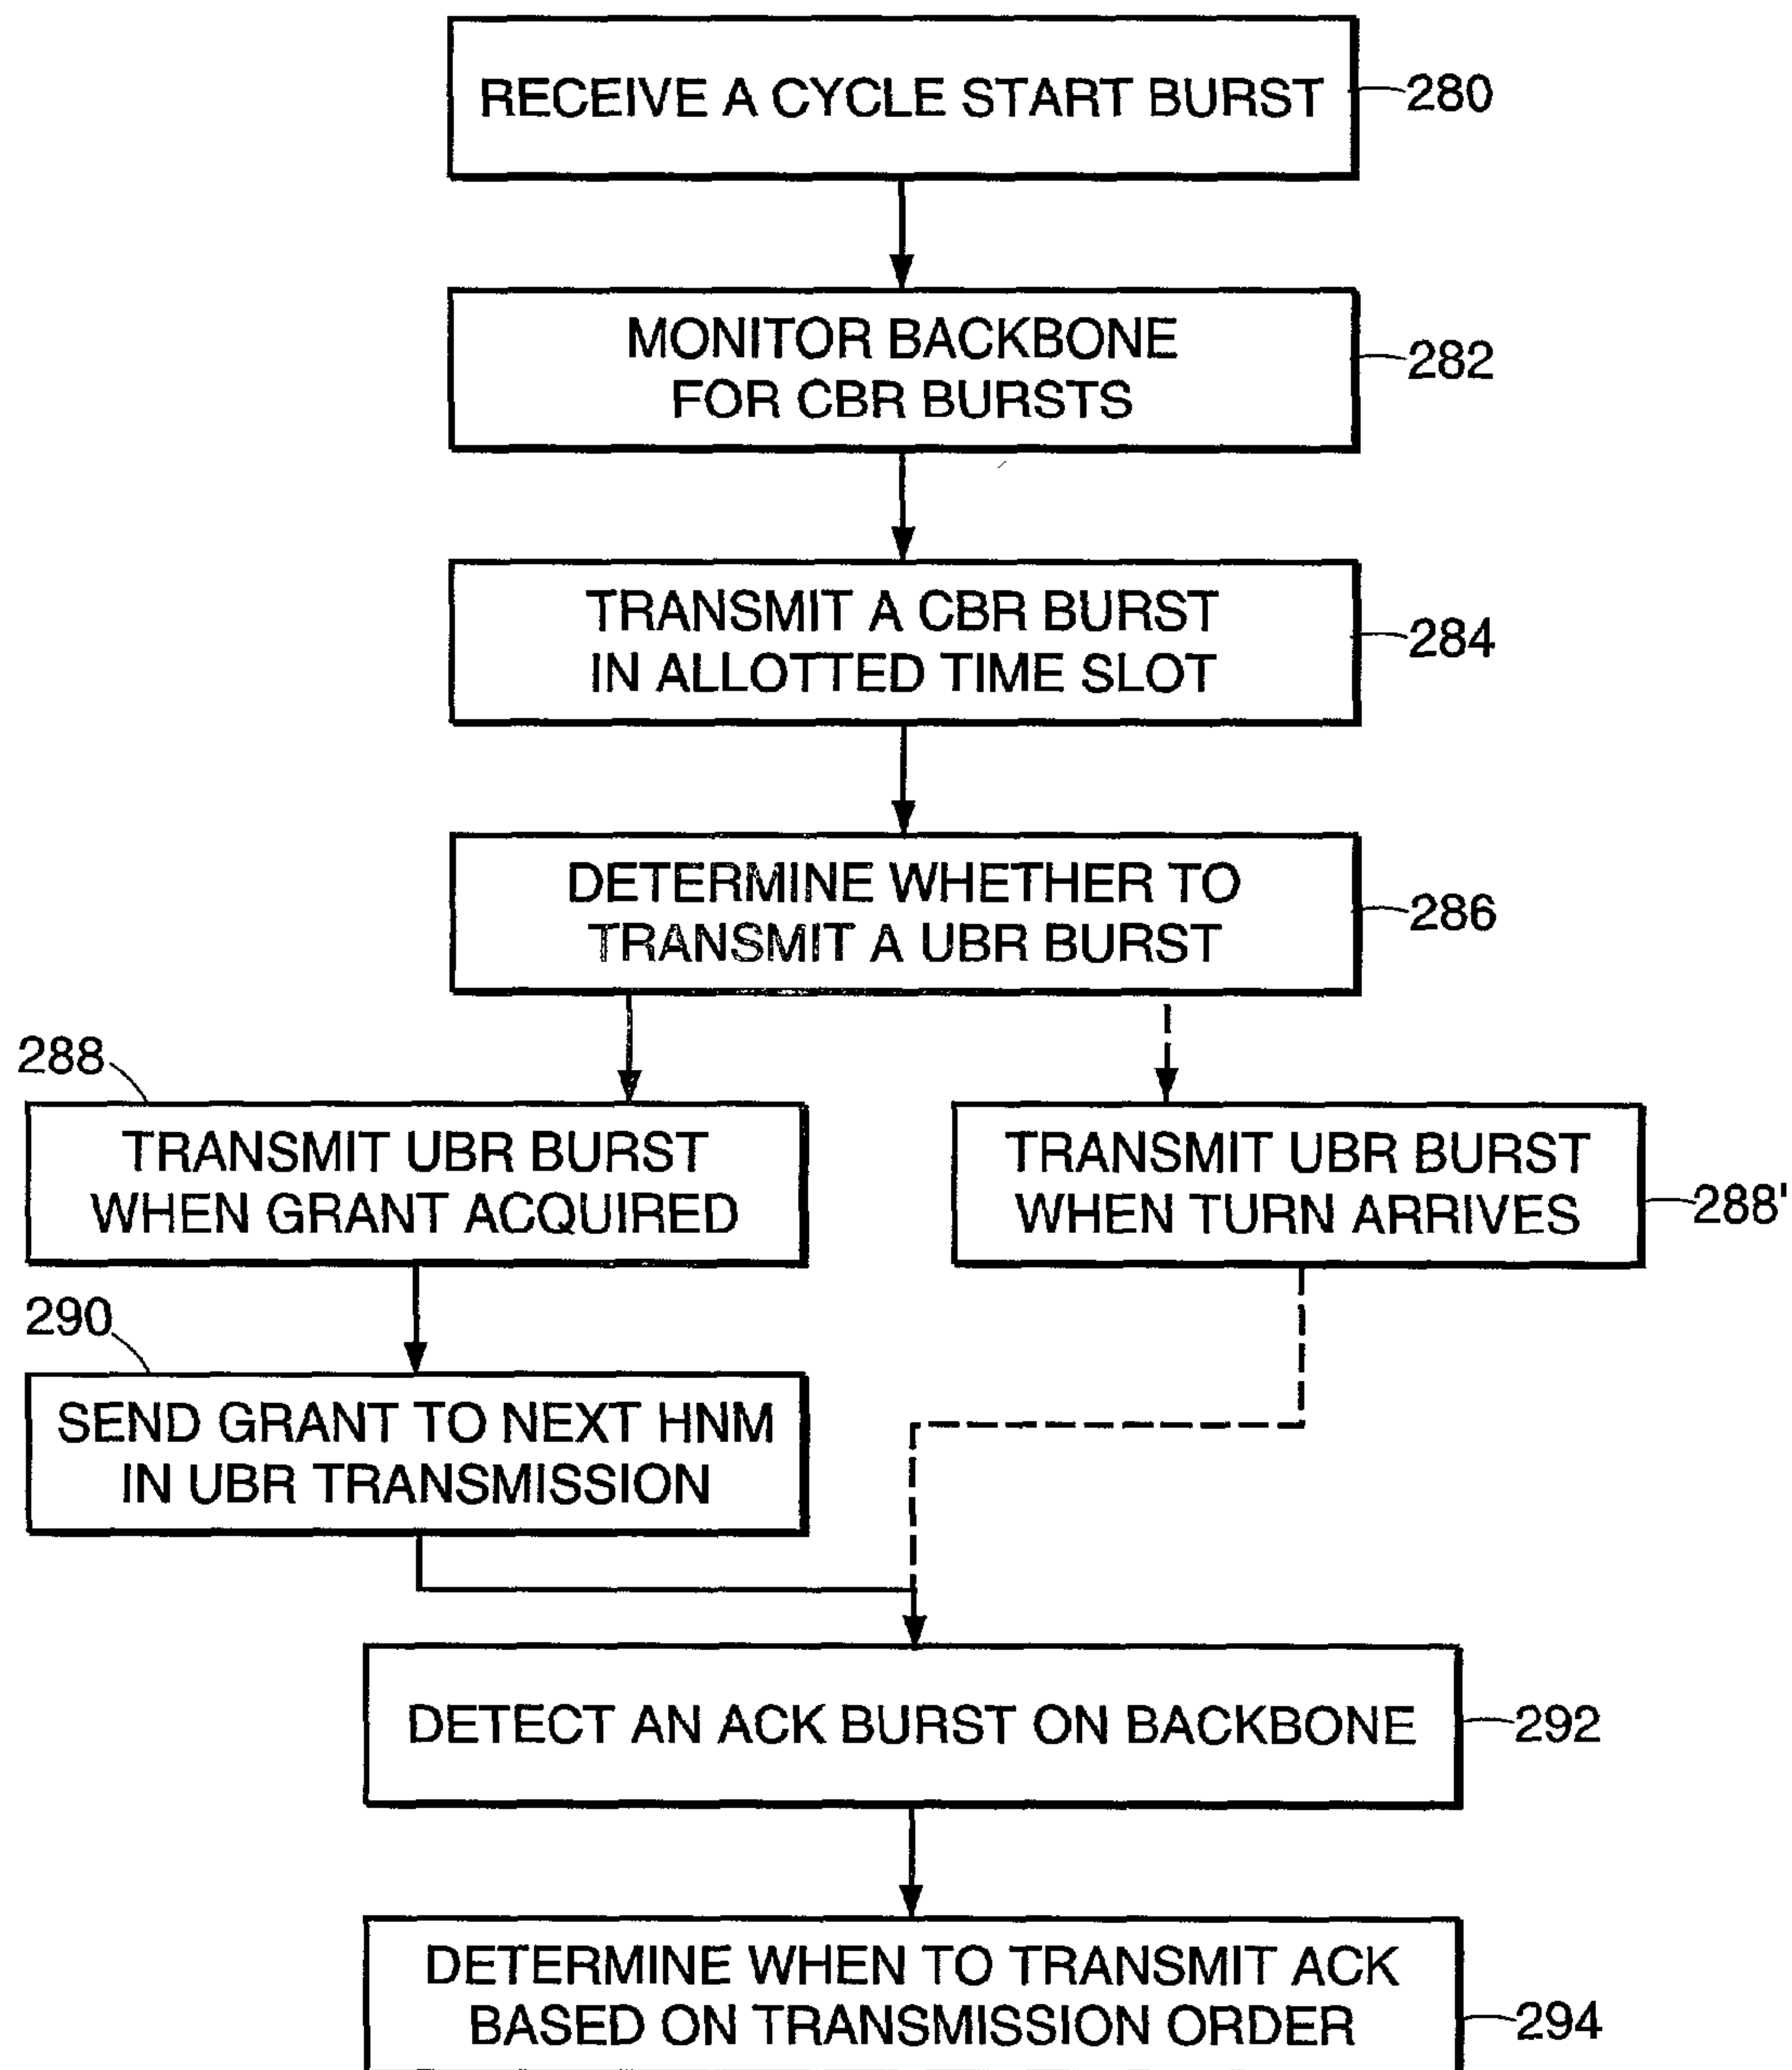 RECEIVE A CYCLE START BURST
280
MONITOR BACKBONE
FOR CBR BURSTS
282
TRANSMIT A CBR BURST
IN ALLOTTED TIME SLOT
284
DETERMINE WHETHER TO
TRANSMIT A UBR BURST
286
288
TRANSMIT UBR BURST
WHEN GRANT ACQUIRED
TRANSMIT UBR BURST
WHEN TURN ARRIVES
288'
290
SEND GRANT TO NEXT HNM
IN UBR TRANSMISSION
DETECT AN ACK BURST ON BACKBONE
292
DETERMINE WHEN TO TRANSMIT ACK
BASED ON TRANSMISSION ORDER
294